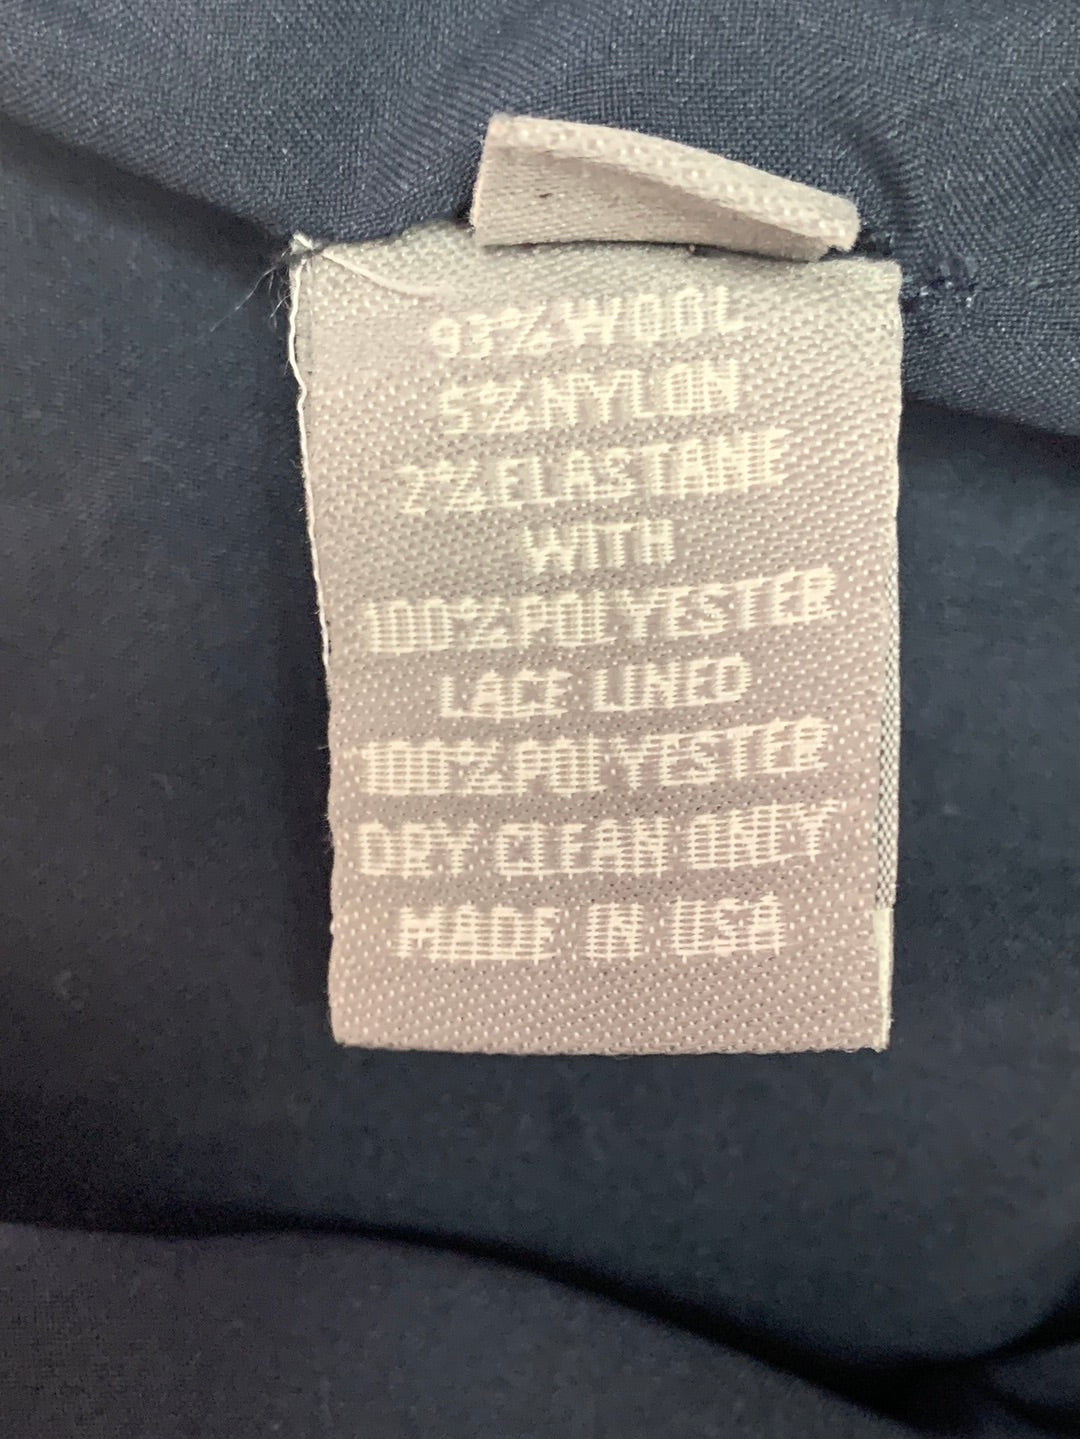 93% WOOL
5% NYLON
2% ELASTANE
WITH
100% POLYESTER
LACE LINED
100% POLYESTER
DRY CLEAN ONLY
MADE IN USA